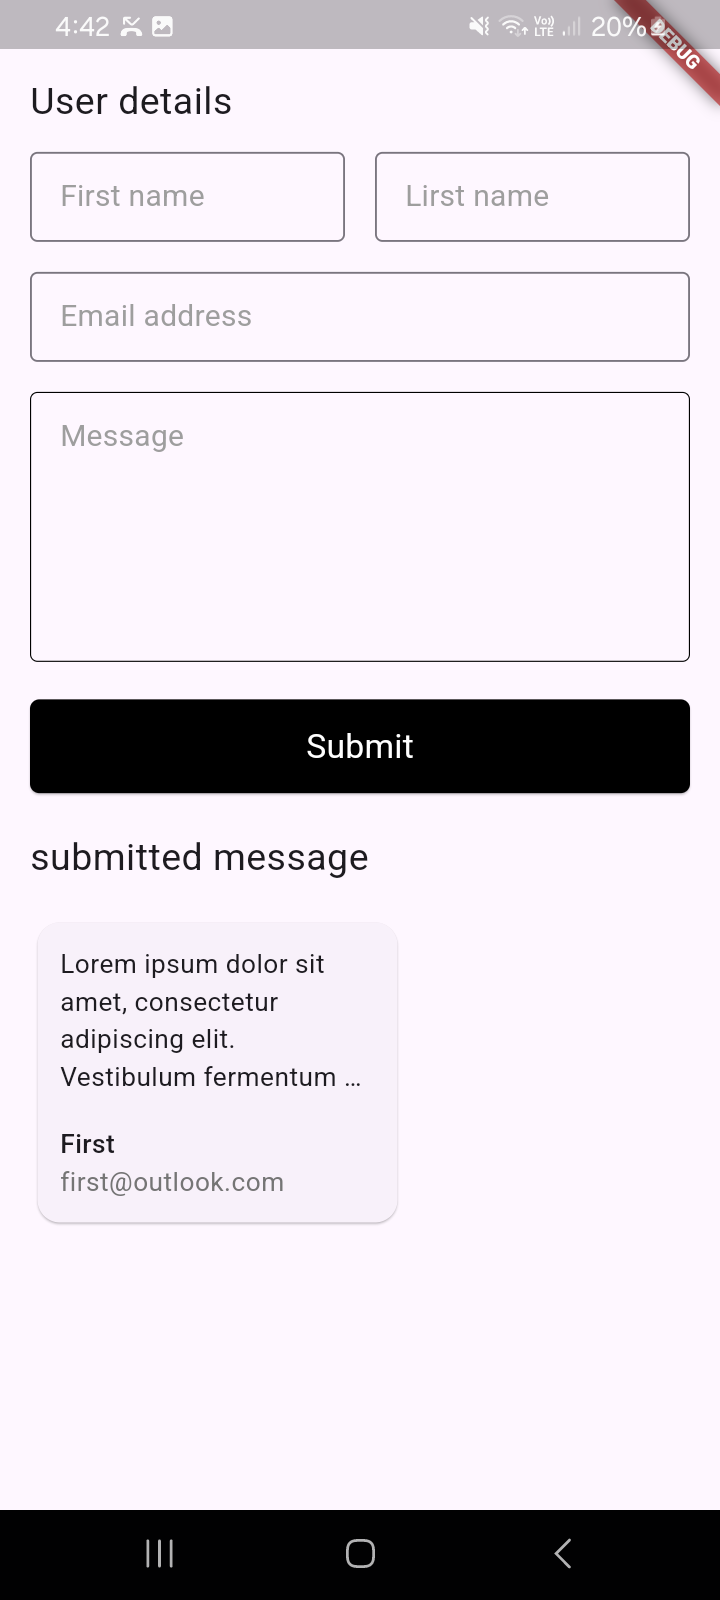 4:42 Vo)) LTE 20%
DEBUG
User details
First name Lirst name
Email address
Message
Submit
submitted message
Lorem ipsum dolor sit
amet, consectetur
adipiscing elit.
Vestibulum fermentum ...
First
first@outlook.com